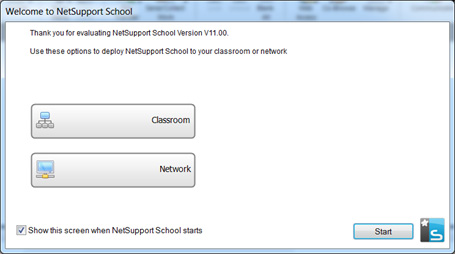 Welcome to NetSupport School
Thank you for evaluating NetSupport School Version V11.00.
Use these options to deploy NetSupport School to your classroom or network
Classroom
Network
Show this screen when NetSupport School starts
Start
S